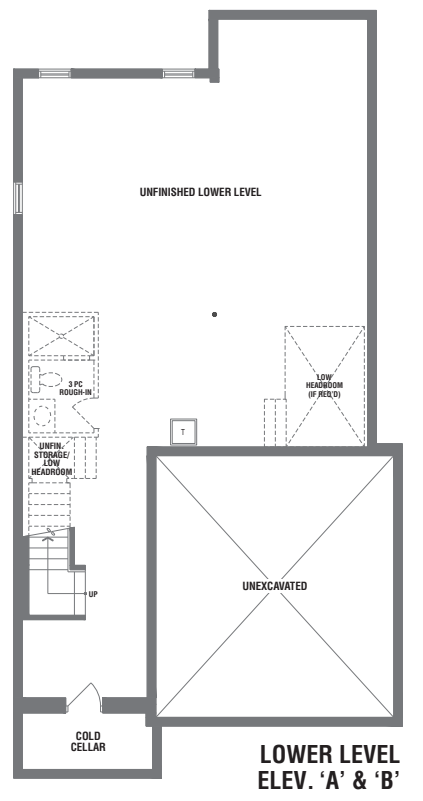 UNFINISHED LOWER LEVEL
3 PC
ROUGH-IN
LOW
HEADROOM
(IF REQ'D)
T
UNFIN.
STORAGE/
LOW
HEADROOM
UP
UNEXCAVATED
COLD
CELLAR
LOWER LEVEL
ELEV. ‘A’ & ‘B’